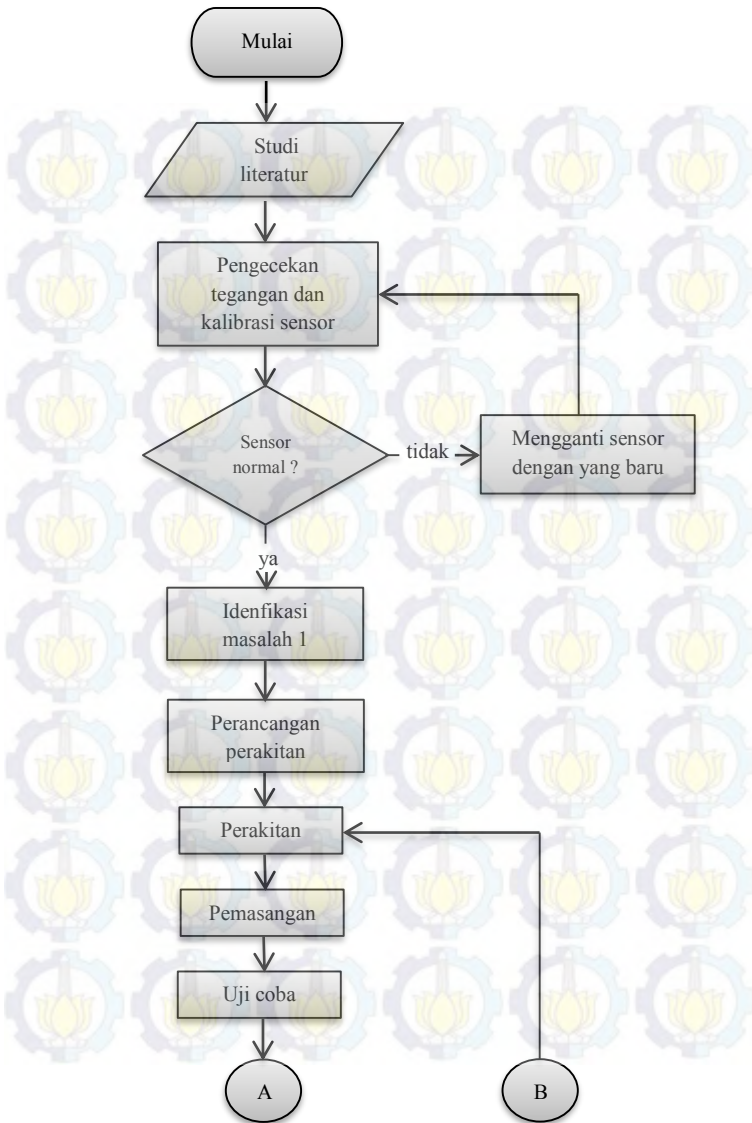 Mulai
Studi
literatur
Pengecekan
tegangan dan
kalibrasi sensor
Sensor
normal ?
tidak
Mengganti sensor
dengan yang baru
ya
Idenfikasi
masalah 1
Perancangan
perakitan
Perakitan
Pemasangan
Uji coba
A
B